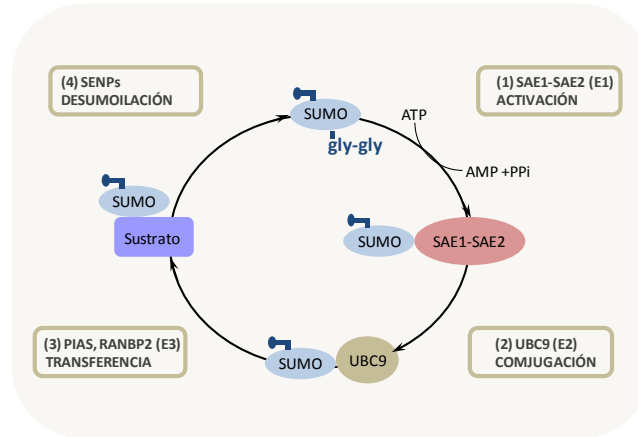 (4) SENPs
DESUMOILACIÓN
(1) SAE1-SAE2 (E1)
ACTIVACIÓN
SUMO
gly-gly
ATP
AMP +PPi
SUMO
Sustrato
SUMO
SAE1-SAE2
(3) PIAS, RANBP2 (E3)
TRANSFERENCIA
SUMO
UBC9
(2) UBC9 (E2)
COMJUGACIÓN